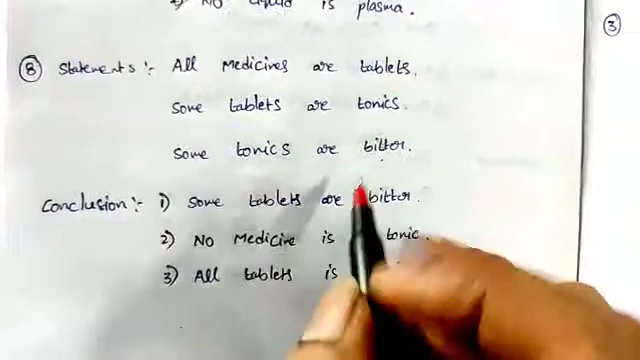 2) No liquid is plasma.
3
8 Statements :- All Medicines are tablets.
Some tablets are tonics.
Some tonics are bitter.
Conclusion :- 1) Some tablets are bitter.
2) No Medicine is tonic.
3) All tablets is